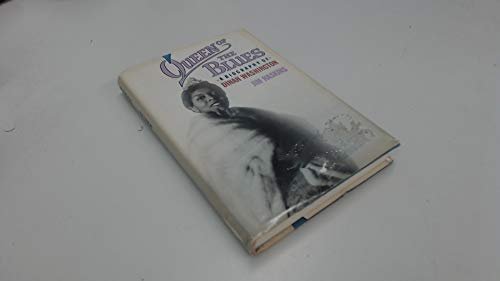 QUEEN OF
THE
BLUES
A BIOGRAPHY OF
DINAH WASHINGTON
JIM HASKINS